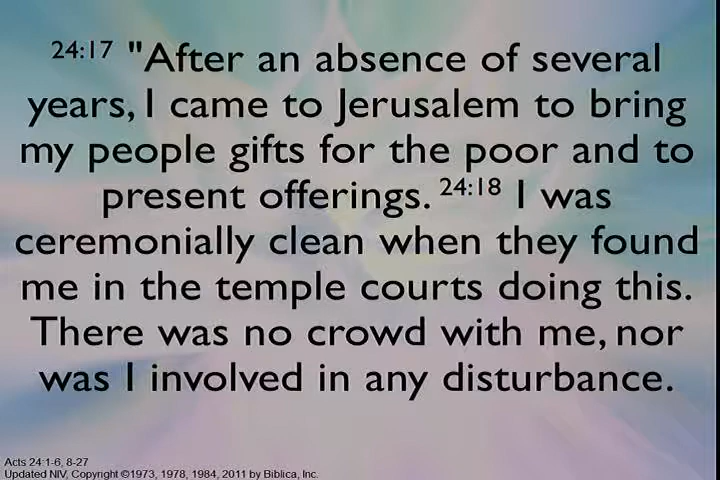 24:17 "After an absence of several
years, I came to Jerusalem to bring
my people gifts for the poor and to
present offerings. 24:18 I was
ceremonially clean when they found
me in the temple courts doing this.
There was no crowd with me, nor
was I involved in any disturbance.
Acts 24:1-6, 8-27
Updated NIV, Copyright ©1973, 1978, 1984, 2011 by Biblica, Inc.